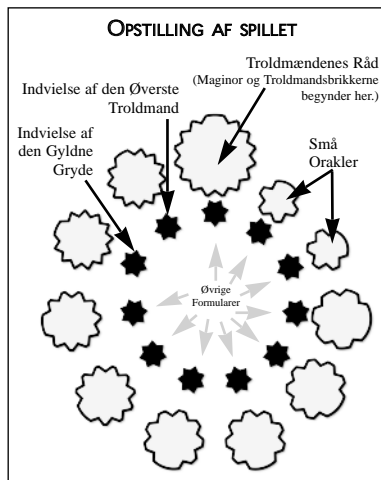 OPSTILLING AF SPILLET
Troldmændenes Råd
(Maginor og Troldmandsbrikkerne
begynder her.)
Indvielse af den Øverste
Troldmand
Indvielse af
den Gyldne
Gryde
Små
Orakler
Øvrige
Formularer